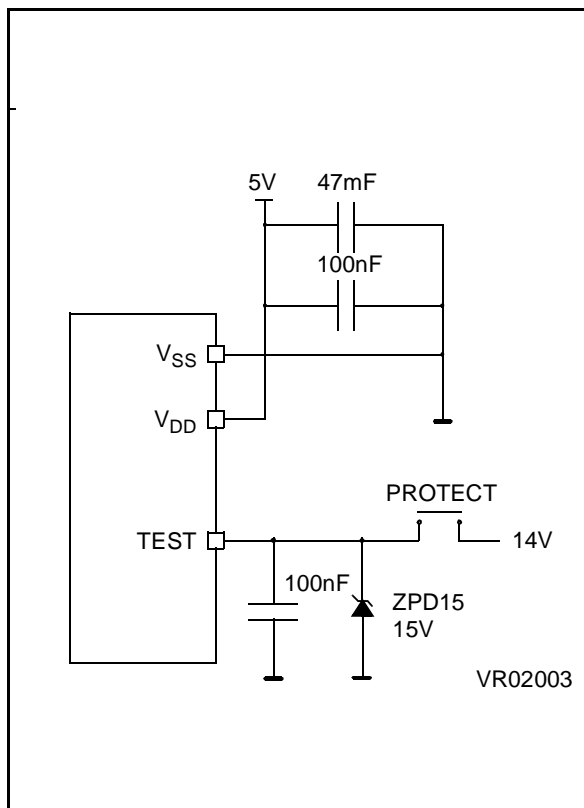 5V
47mF
100nF
VSS
VDD
PROTECT
TEST
14V
100nF
ZPD15
15V
VR02003